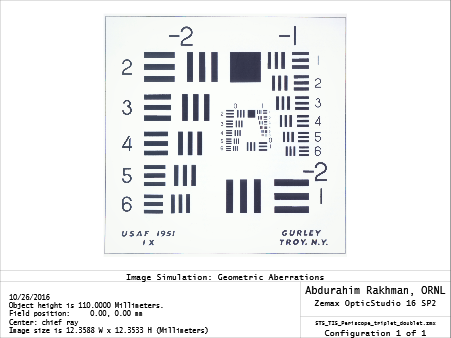 -2 -1
2 1
2
3 3
4
4 5
6
-2
5
1
6
USAF 1951 GURLEY
1X TROY, N.Y.
Image Simulation: Geometric Aberrations
10/26/2016
Object height is 110.0000 Millimeters.
Field position: 0.00, 0.00 mm
Center: chief ray
Image size is 12.3588 W x 12.3533 H (Millimeters)
Abdurahim Rakhman, ORNL
Zemax OpticStudio 16 SP2
STS_TIS_Periscope_triplet_doublet.zmx
Configuration 1 of 1